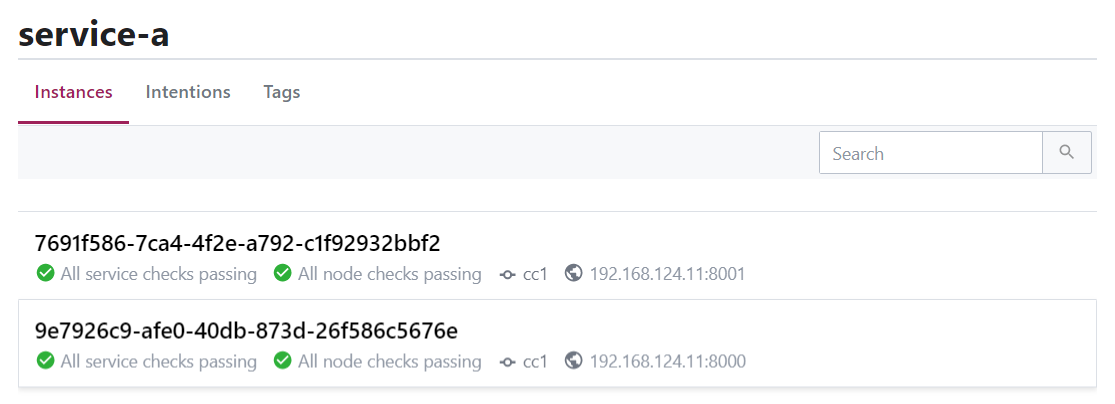 service-a
Instances Intentions Tags
Search
7691f586-7ca4-4f2e-a792-c1f92932bbf2
All service checks passing All node checks passing cc1 192.168.124.11:8001
9e7926c9-afe0-40db-873d-26f586c5676e
All service checks passing All node checks passing cc1 192.168.124.11:8000